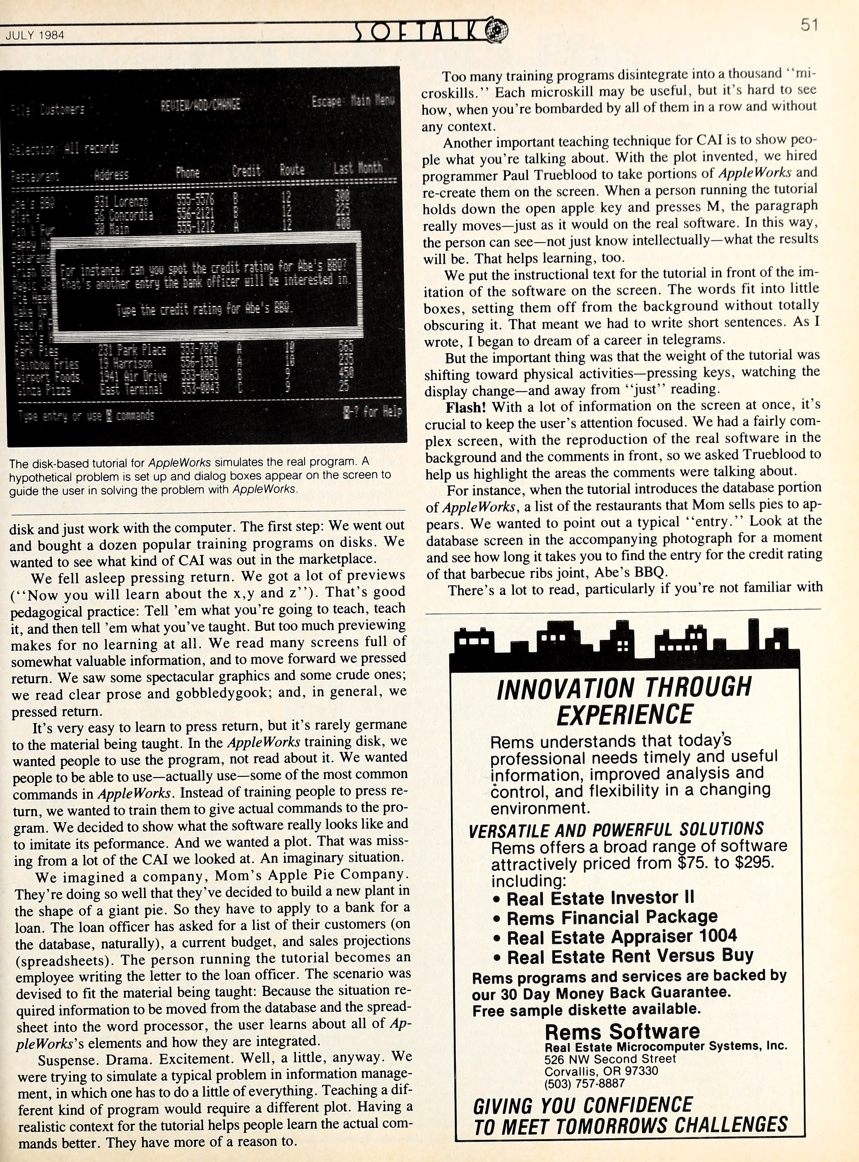 JULY 1984
SOFTALK
51
File: Customers
REVIEW/ADD/CHANGE
Escape: Main Menu
Selection: All records
Restaurant
Address
Phone
Credit
Route
Last Month
Abe's BBQ 931 Lorenzo 555-5576 B 12 300
56 Concordia 556-2121 B 12 223
30 Main 555-1212 A 12 400
For instance, can you spot the credit rating for Abe's BBQ?
That's another entry the bank officer will be interested in.
Type the credit rating for Abe's BBQ.
Park Pies 231 Park Place A 10 565
Rainbow Fries 19 Harrison A 10 235
Airport Foods 1941 Air Drive B 9 450
East Terminal 553-0043 C 9 25
Type entry or use commands
-? for Help
The disk-based tutorial for AppleWorks simulates the real program. A
hypothetical problem is set up and dialog boxes appear on the screen to
guide the user in solving the problem with AppleWorks.
disk and just work with the computer. The first step: We went out
and bought a dozen popular training programs on disks. We
wanted to see what kind of CAI was out in the marketplace.
We fell asleep pressing return. We got a lot of previews
("Now you will learn about the x,y and z"). That's good
pedagogical practice: Tell 'em what you're going to teach, teach
it, and then tell 'em what you've taught. But too much previewing
makes for no learning at all. We read many screens full of
somewhat valuable information, and to move forward we pressed
return. We saw some spectacular graphics and some crude ones;
we read clear prose and gobbledygook; and, in general, we
pressed return.
It's very easy to learn to press return, but it's rarely germane
to the material being taught. In the AppleWorks training disk, we
wanted people to use the program, not read about it. We wanted
people to be able to use—actually use—some of the most common
commands in AppleWorks. Instead of training people to press re-
turn, we wanted to train them to give actual commands to the pro-
gram. We decided to show what the software really looks like and
to imitate its peformance. And we wanted a plot. That was miss-
ing from a lot of the CAI we looked at. An imaginary situation.
We imagined a company, Mom's Apple Pie Company.
They're doing so well that they've decided to build a new plant in
the shape of a giant pie. So they have to apply to a bank for a
loan. The loan officer has asked for a list of their customers (on
the database, naturally), a current budget, and sales projections
(spreadsheets). The person running the tutorial becomes an
employee writing the letter to the loan officer. The scenario was
devised to fit the material being taught: Because the situation re-
quired information to be moved from the database and the spread-
sheet into the word processor, the user learns about all of Ap-
pleWorks's elements and how they are integrated.
Suspense. Drama. Excitement. Well, a little, anyway. We
were trying to simulate a typical problem in information manage-
ment, in which one has to do a little of everything. Teaching a dif-
ferent kind of program would require a different plot. Having a
realistic context for the tutorial helps people learn the actual com-
mands better. They have more of a reason to.
Too many training programs disintegrate into a thousand "mi-
croskills." Each microskill may be useful, but it's hard to see
how, when you're bombarded by all of them in a row and without
any context.
Another important teaching technique for CAI is to show peo-
ple what you're talking about. With the plot invented, we hired
programmer Paul Trueblood to take portions of AppleWorks and
re-create them on the screen. When a person running the tutorial
holds down the open apple key and presses M, the paragraph
really moves—just as it would on the real software. In this way,
the person can see—not just know intellectually—what the results
will be. That helps learning, too.
We put the instructional text for the tutorial in front of the im-
itation of the software on the screen. The words fit into little
boxes, setting them off from the background without totally
obscuring it. That meant we had to write short sentences. As I
wrote, I began to dream of a career in telegrams.
But the important thing was that the weight of the tutorial was
shifting toward physical activities—pressing keys, watching the
display change—and away from "just" reading.
Flash! With a lot of information on the screen at once, it's
crucial to keep the user's attention focused. We had a fairly com-
plex screen, with the reproduction of the real software in the
background and the comments in front, so we asked Trueblood to
help us highlight the areas the comments were talking about.
For instance, when the tutorial introduces the database portion
of AppleWorks, a list of the restaurants that Mom sells pies to ap-
pears. We wanted to point out a typical "entry." Look at the
database screen in the accompanying photograph for a moment
and see how long it takes you to find the entry for the credit rating
of that barbecue ribs joint, Abe's BBQ.
There's a lot to read, particularly if you're not familiar with
INNOVATION THROUGH
EXPERIENCE
Rems understands that today's
professional needs timely and useful
information, improved analysis and
control, and flexibility in a changing
environment.
VERSATILE AND POWERFUL SOLUTIONS
Rems offers a broad range of software
attractively priced from $75. to $295.
including:
• Real Estate Investor II
• Rems Financial Package
• Real Estate Appraiser 1004
• Real Estate Rent Versus Buy
Rems programs and services are backed by
our 30 Day Money Back Guarantee.
Free sample diskette available.
Rems Software
Real Estate Microcomputer Systems, Inc.
526 NW Second Street
Corvallis, OR 97330
(503) 757-8887
GIVING YOU CONFIDENCE
TO MEET TOMORROWS CHALLENGES